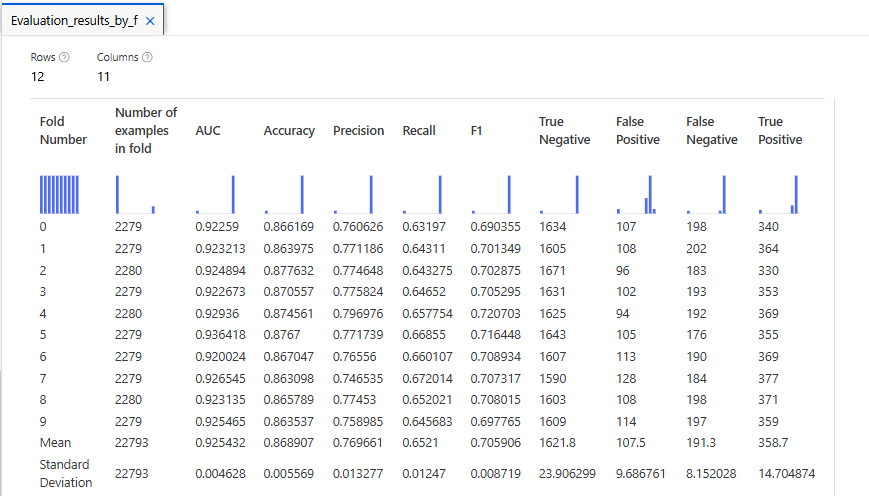 Evaluation_results_by_f ×
Rows ? Columns ?
12 11
Fold Number Number of examples in fold AUC Accuracy Precision Recall F1 True Negative False Positive False Negative True Positive
0 2279 0.92259 0.866169 0.760626 0.63197 0.690355 1634 107 198 340
1 2279 0.923213 0.863975 0.771186 0.64311 0.701349 1605 108 202 364
2 2280 0.924894 0.877632 0.774648 0.643275 0.702875 1671 96 183 330
3 2279 0.922673 0.870557 0.775824 0.64652 0.705295 1631 102 193 353
4 2280 0.92936 0.874561 0.796976 0.657754 0.720703 1625 94 192 369
5 2279 0.936418 0.8767 0.771739 0.66855 0.716448 1643 105 176 355
6 2279 0.920024 0.867047 0.76556 0.660107 0.708934 1607 113 190 369
7 2279 0.926545 0.863098 0.746535 0.672014 0.707317 1590 128 184 377
8 2280 0.923135 0.865789 0.77453 0.652021 0.708015 1603 108 198 371
9 2279 0.925465 0.863537 0.758985 0.645683 0.697765 1609 114 197 359
Mean 22793 0.925432 0.868907 0.769661 0.6521 0.705906 1621.8 107.5 191.3 358.7
Standard Deviation 22793 0.004628 0.005569 0.013277 0.01247 0.008719 23.906299 9.686761 8.152028 14.704874